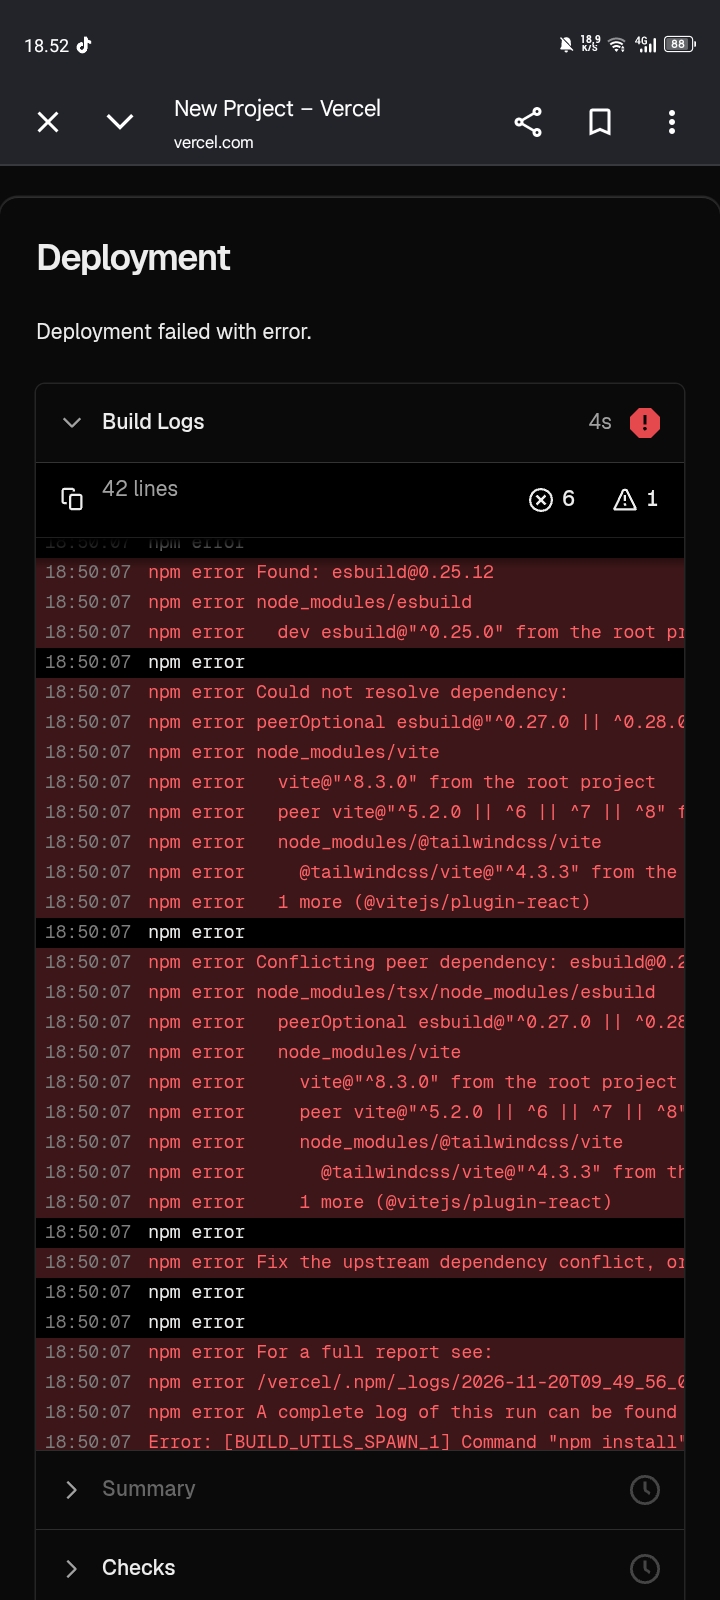 18.52
18,9
K/S
4G
88
New Project – Vercel
vercel.com
Deployment
Deployment failed with error.
Build Logs
4s
42 lines
6
1
18:50:07 npm error
18:50:07 npm error Found: esbuild@0.25.12
18:50:07 npm error node_modules/esbuild
18:50:07 npm error   dev esbuild@"^0.25.0" from the root pr
18:50:07 npm error
18:50:07 npm error Could not resolve dependency:
18:50:07 npm error peerOptional esbuild@"^0.27.0 || ^0.28.0
18:50:07 npm error node_modules/vite
18:50:07 npm error   vite@"^8.3.0" from the root project
18:50:07 npm error   peer vite@"^5.2.0 || ^6 || ^7 || ^8" f
18:50:07 npm error   node_modules/@tailwindcss/vite
18:50:07 npm error     @tailwindcss/vite@"^4.3.3" from the
18:50:07 npm error   1 more (@vitejs/plugin-react)
18:50:07 npm error
18:50:07 npm error Conflicting peer dependency: esbuild@0.2
18:50:07 npm error node_modules/tsx/node_modules/esbuild
18:50:07 npm error   peerOptional esbuild@"^0.27.0 || ^0.28
18:50:07 npm error   node_modules/vite
18:50:07 npm error     vite@"^8.3.0" from the root project
18:50:07 npm error     peer vite@"^5.2.0 || ^6 || ^7 || ^8"
18:50:07 npm error     node_modules/@tailwindcss/vite
18:50:07 npm error       @tailwindcss/vite@"^4.3.3" from th
18:50:07 npm error     1 more (@vitejs/plugin-react)
18:50:07 npm error
18:50:07 npm error Fix the upstream dependency conflict, or
18:50:07 npm error
18:50:07 npm error
18:50:07 npm error For a full report see:
18:50:07 npm error /vercel/.npm/_logs/2026-11-20T09_49_56_0
18:50:07 npm error A complete log of this run can be found
18:50:07 Error: [BUILD_UTILS_SPAWN_1] Command "npm install"
Summary
Checks